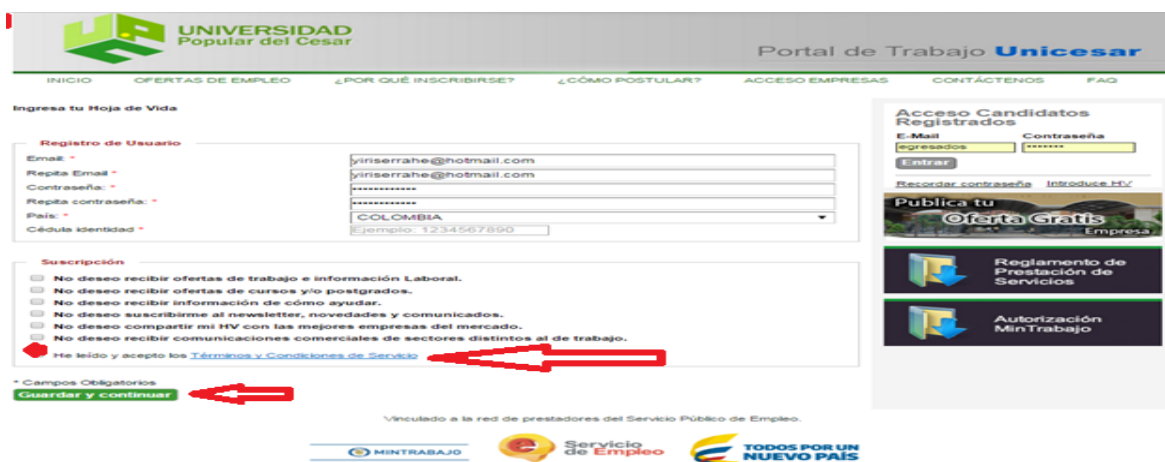 UNIVERSIDAD
Popular del Cesar
Portal de Trabajo Unicesar
INICIO OFERTAS DE EMPLEO ¿POR QUÉ INSCRIBIRSE? ¿CÓMO POSTULAR? ACCESO EMPRESAS CONTÁCTENOS FAQ
Ingresa tu Hoja de Vida
Registro de Usuario
Email: * yiriserrahe@hotmail.com
Repita Email * yiriserrahe@hotmail.com
Contraseña: * ************
Repita contraseña: * ************
País: * COLOMBIA
Cédula identidad * Ejemplo: 1234567890
Suscripción
No deseo recibir ofertas de trabajo e información Laboral.
No deseo recibir ofertas de cursos y/o postgrados.
No deseo recibir información de cómo ayudar.
No deseo suscribirme al newsletter, novedades y comunicados.
No deseo compartir mi HV con las mejores empresas del mercado.
No deseo recibir comunicaciones comerciales de sectores distintos al de trabajo.
He leído y acepto los Términos y Condiciones de Servicio
* Campos Obligatorios
Guardar y continuar
Acceso Candidatos
Registrados
E-Mail Contraseña
egresados *******
Entrar
Recordar contraseña Introduce HV
Publica tu
Oferta Gratis
Empresa
Reglamento de
Prestación de
Servicios
Autorización
MinTrabajo
Vinculado a la red de prestadores del Servicio Público de Empleo.
MINTRABAJO
Servicio
de Empleo
TODOS POR UN
NUEVO PAÍS